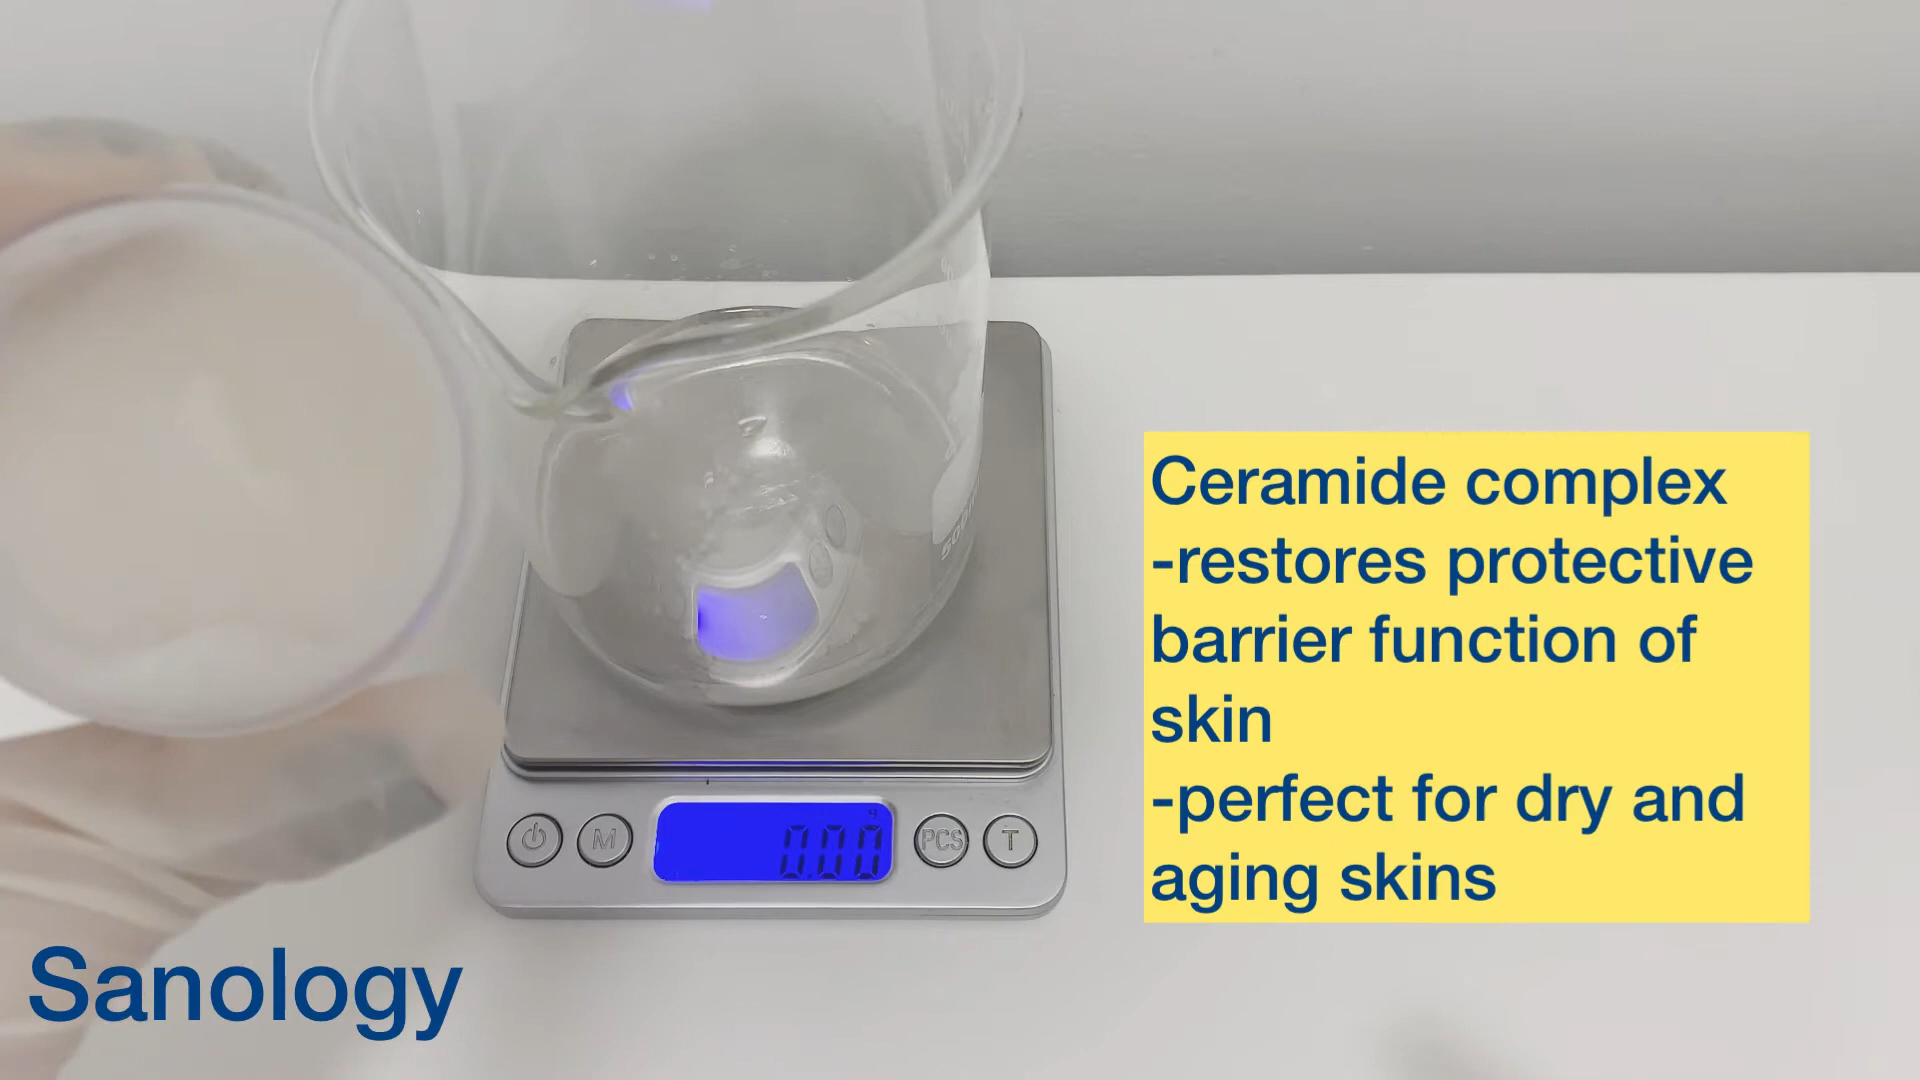 Ceramide complex
-restores protective
barrier function of
skin
-perfect for dry and
aging skins
M
g
0.00
PCS
T
Sanology